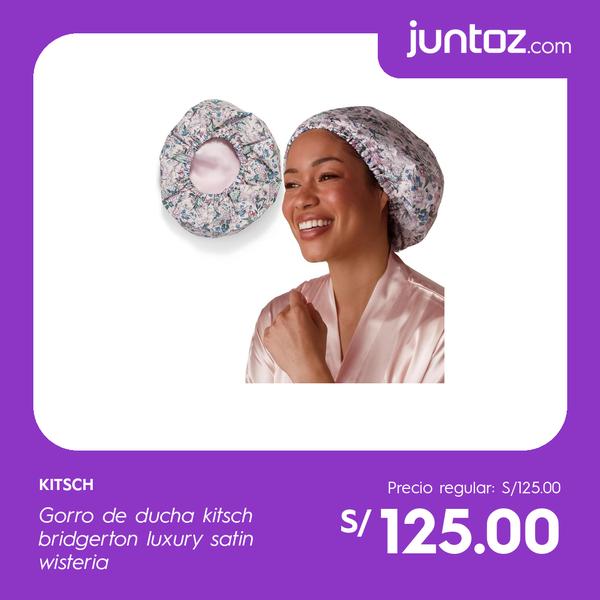 juntoz.com
KITSCH
Gorro de ducha kitsch
bridgerton luxury satin
wisteria
Precio regular: S/125.00
S/125.00